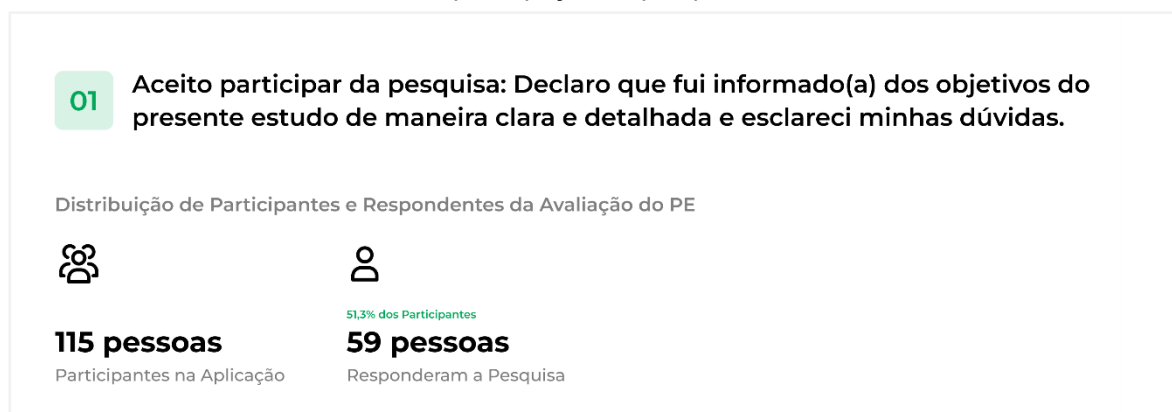 01
Aceito participar da pesquisa: Declaro que fui informado(a) dos objetivos do
presente estudo de maneira clara e detalhada e esclareci minhas dúvidas.
Distribuição de Participantes e Respondentes da Avaliação do PE
51,3% dos Participantes
115 pessoas
59 pessoas
Participantes na Aplicação
Responderam a Pesquisa